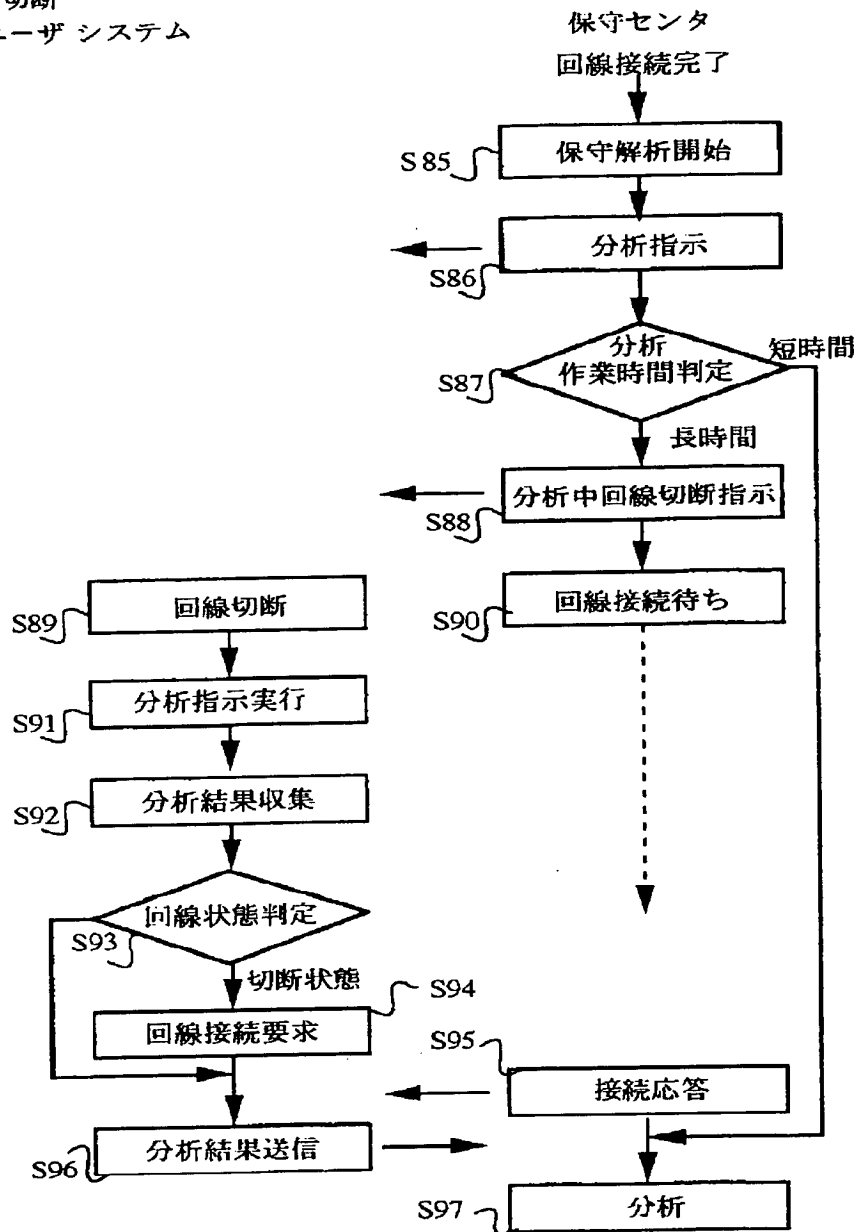 切断
ーザ システム
保守センタ
回線接続完了
S85
保守解析開始
分析指示
S86
分析
作業時間判定
短時間
S87
長時間
分析中回線切断指示
S88
回線切断
S89
回線接続待ち
S90
分析指示実行
S91
分析結果収集
S92
回線状態判定
S93
切断状態
S94
回線接続要求
S95
接続応答
分析結果送信
S96
分析
S97